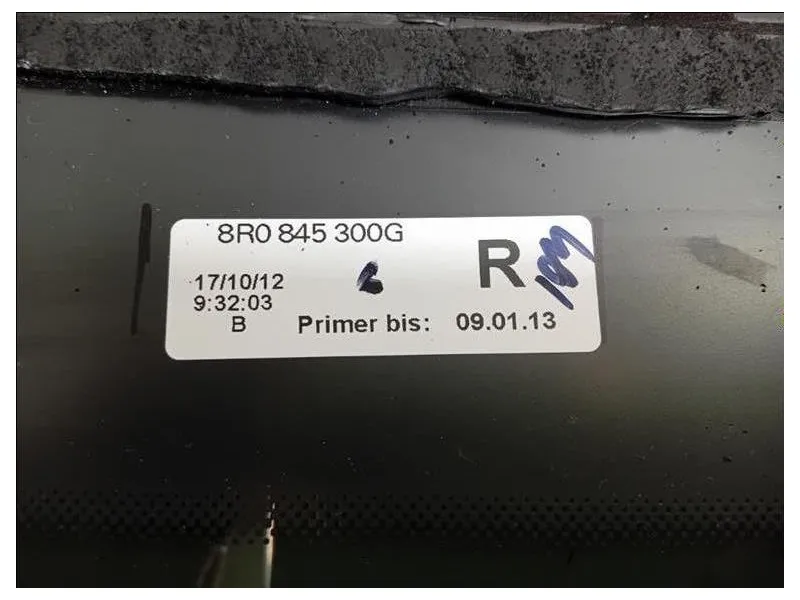 8R0 845 300G
R
17/10/12
9:32:03
B
Primer bis: 09.01.13